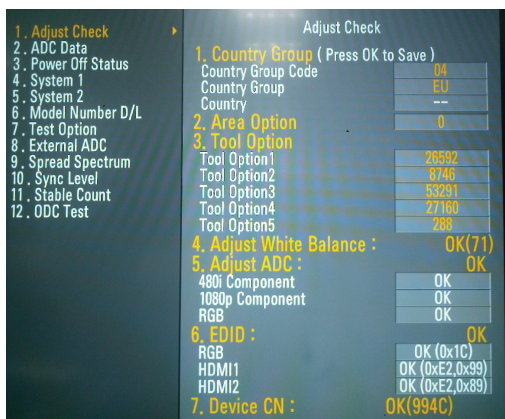 1. Adjust Check
2. ADC Data
3. Power Off Status
4. System 1
5. System 2
6. Model Number D/L
7. Test Option
8. External ADC
9. Spread Spectrum
10. Sync Level
11. Stable Count
12. ODC Test
Adjust Check
1. Country Group ( Press OK to Save )
Country Group Code 04
Country Group EU
Country --
2. Area Option 0
3. Tool Option
Tool Option1 26592
Tool Option2 8746
Tool Option3 53291
Tool Option4 27160
Tool Option5 288
4. Adjust White Balance : OK(71)
5. Adjust ADC : OK
480i Component OK
1080p Component OK
RGB OK
6. EDID : OK
RGB OK (0x1C)
HDMI1 OK (0xE2,0x99)
HDMI2 OK (0xE2,0x89)
7. Device CN : OK(994C)